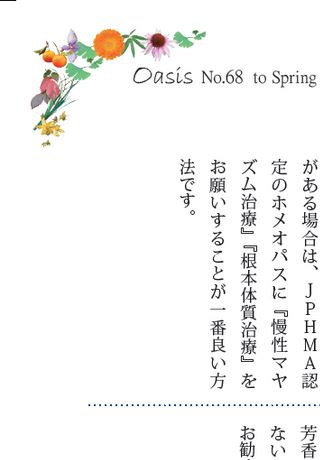 Oasis No.68 to Spring
がある場合は、JPHMA認
定のホメオパスに『慢性マヤ
ズム治療』『根本体質治療』を
お願いすることが一番良い方
法です。
芳香
ない
お勧